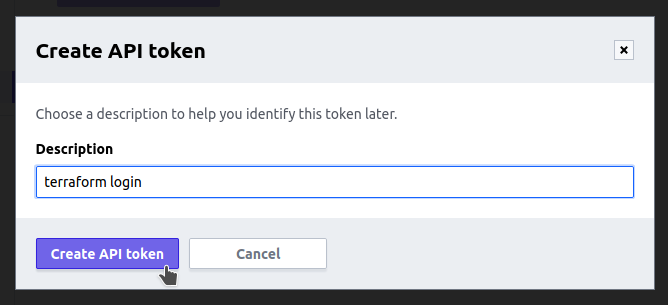 Create API token
Choose a description to help you identify this token later.
Description
terraform login
Create API token
Cancel